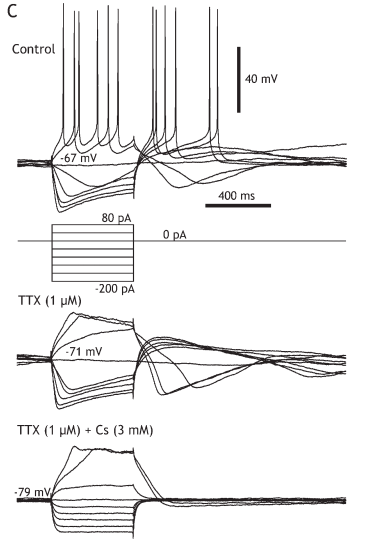 C
Control
40 mV
-67 mV
400 ms
80 pA
0 pA
-200 pA
TTX (1 µM)
-71 mV
TTX (1 µM) + Cs (3 mM)
-79 mV